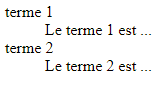 terme 1
Le terme 1 est ...
terme 2
Le terme 2 est ...